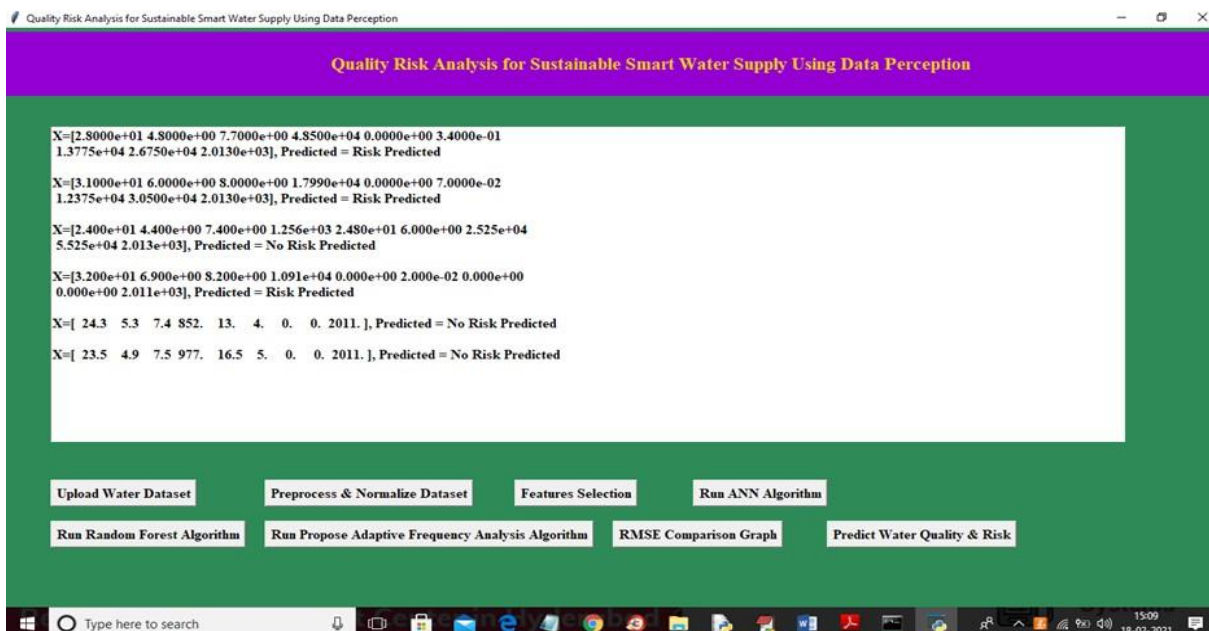 Quality Risk Analysis for Sustainable Smart Water Supply Using Data Perception
Quality Risk Analysis for Sustainable Smart Water Supply Using Data Perception
X=[2.8000e+01 4.8000e+00 7.7000e+00 4.8500e+04 0.0000e+00 3.4000e-01
1.3775e+04 2.6750e+04 2.0130e+03], Predicted = Risk Predicted
X=[3.1000e+01 6.0000e+00 8.0000e+00 1.7990e+04 0.0000e+00 7.0000e-02
1.2375e+04 3.0500e+04 2.0130e+03], Predicted = Risk Predicted
X=[2.400e+01 4.400e+00 7.400e+00 1.256e+03 2.480e+01 6.000e+00 2.525e+04
5.525e+04 2.013e+03], Predicted = No Risk Predicted
X=[3.200e+01 6.900e+00 8.200e+00 1.091e+04 0.000e+00 2.000e-02 0.000e+00
0.000e+00 2.011e+03], Predicted = Risk Predicted
X=[ 24.3 5.3 7.4 852. 13. 4. 0. 0. 2011. ], Predicted = No Risk Predicted
X=[ 23.5 4.9 7.5 977. 16.5 5. 0. 0. 2011. ], Predicted = No Risk Predicted
Upload Water Dataset Preprocess & Normalize Dataset Features Selection Run ANN Algorithm
Run Random Forest Algorithm Run Propose Adaptive Frequency Analysis Algorithm RMSE Comparison Graph Predict Water Quality & Risk
Type here to search
15:09
18-02-2021